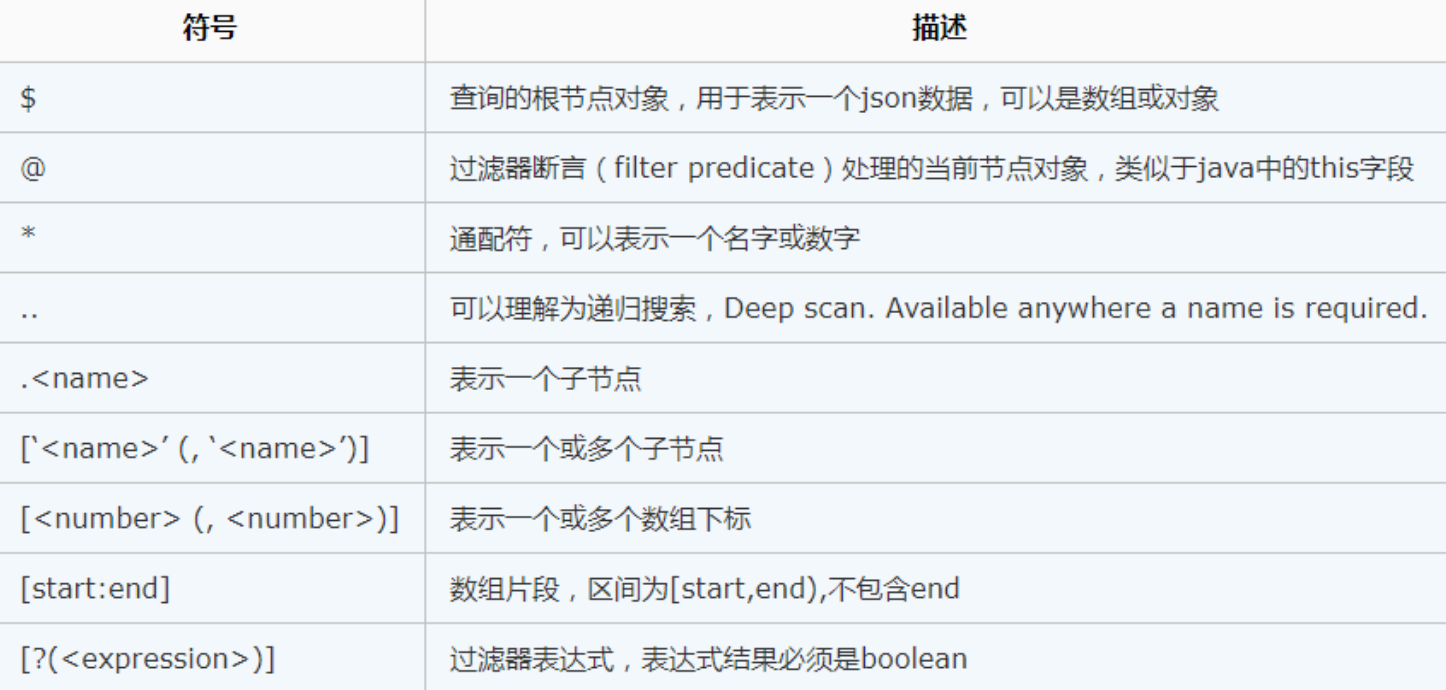 符号 描述
$ 查询的根节点对象，用于表示一个json数据，可以是数组或对象
@ 过滤器断言（filter predicate）处理的当前节点对象，类似于java中的this字段
* 通配符，可以表示一个名字或数字
.. 可以理解为递归搜索，Deep scan. Available anywhere a name is required.
.<name> 表示一个子节点
[‘<name>’ (, ‘<name>’)] 表示一个或多个子节点
[<number> (, <number>)] 表示一个或多个数组下标
[start:end] 数组片段，区间为[start,end),不包含end
[?(<expression>)] 过滤器表达式，表达式结果必须是boolean